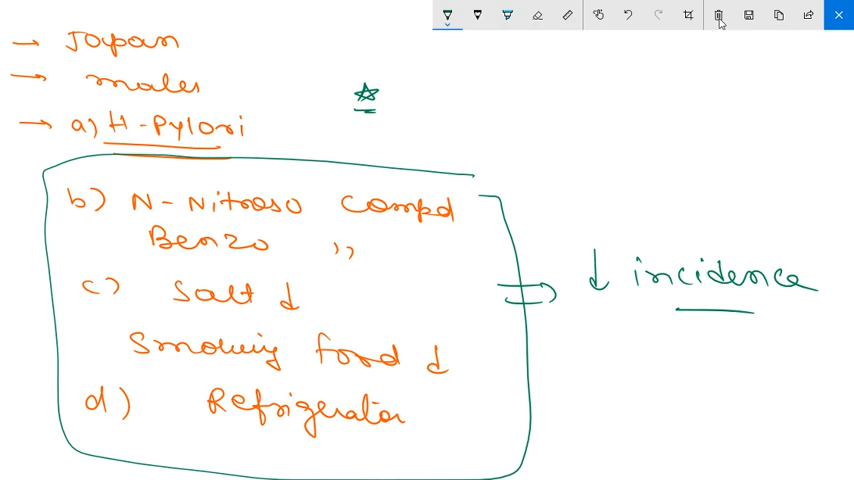 → Japan
→ males
→ a) H-Pylori
b) N-Nitroso Compd
Benzo ,,
c) Salt ↓
Smoking food ↓
d) Refrigerator
↓ incidence